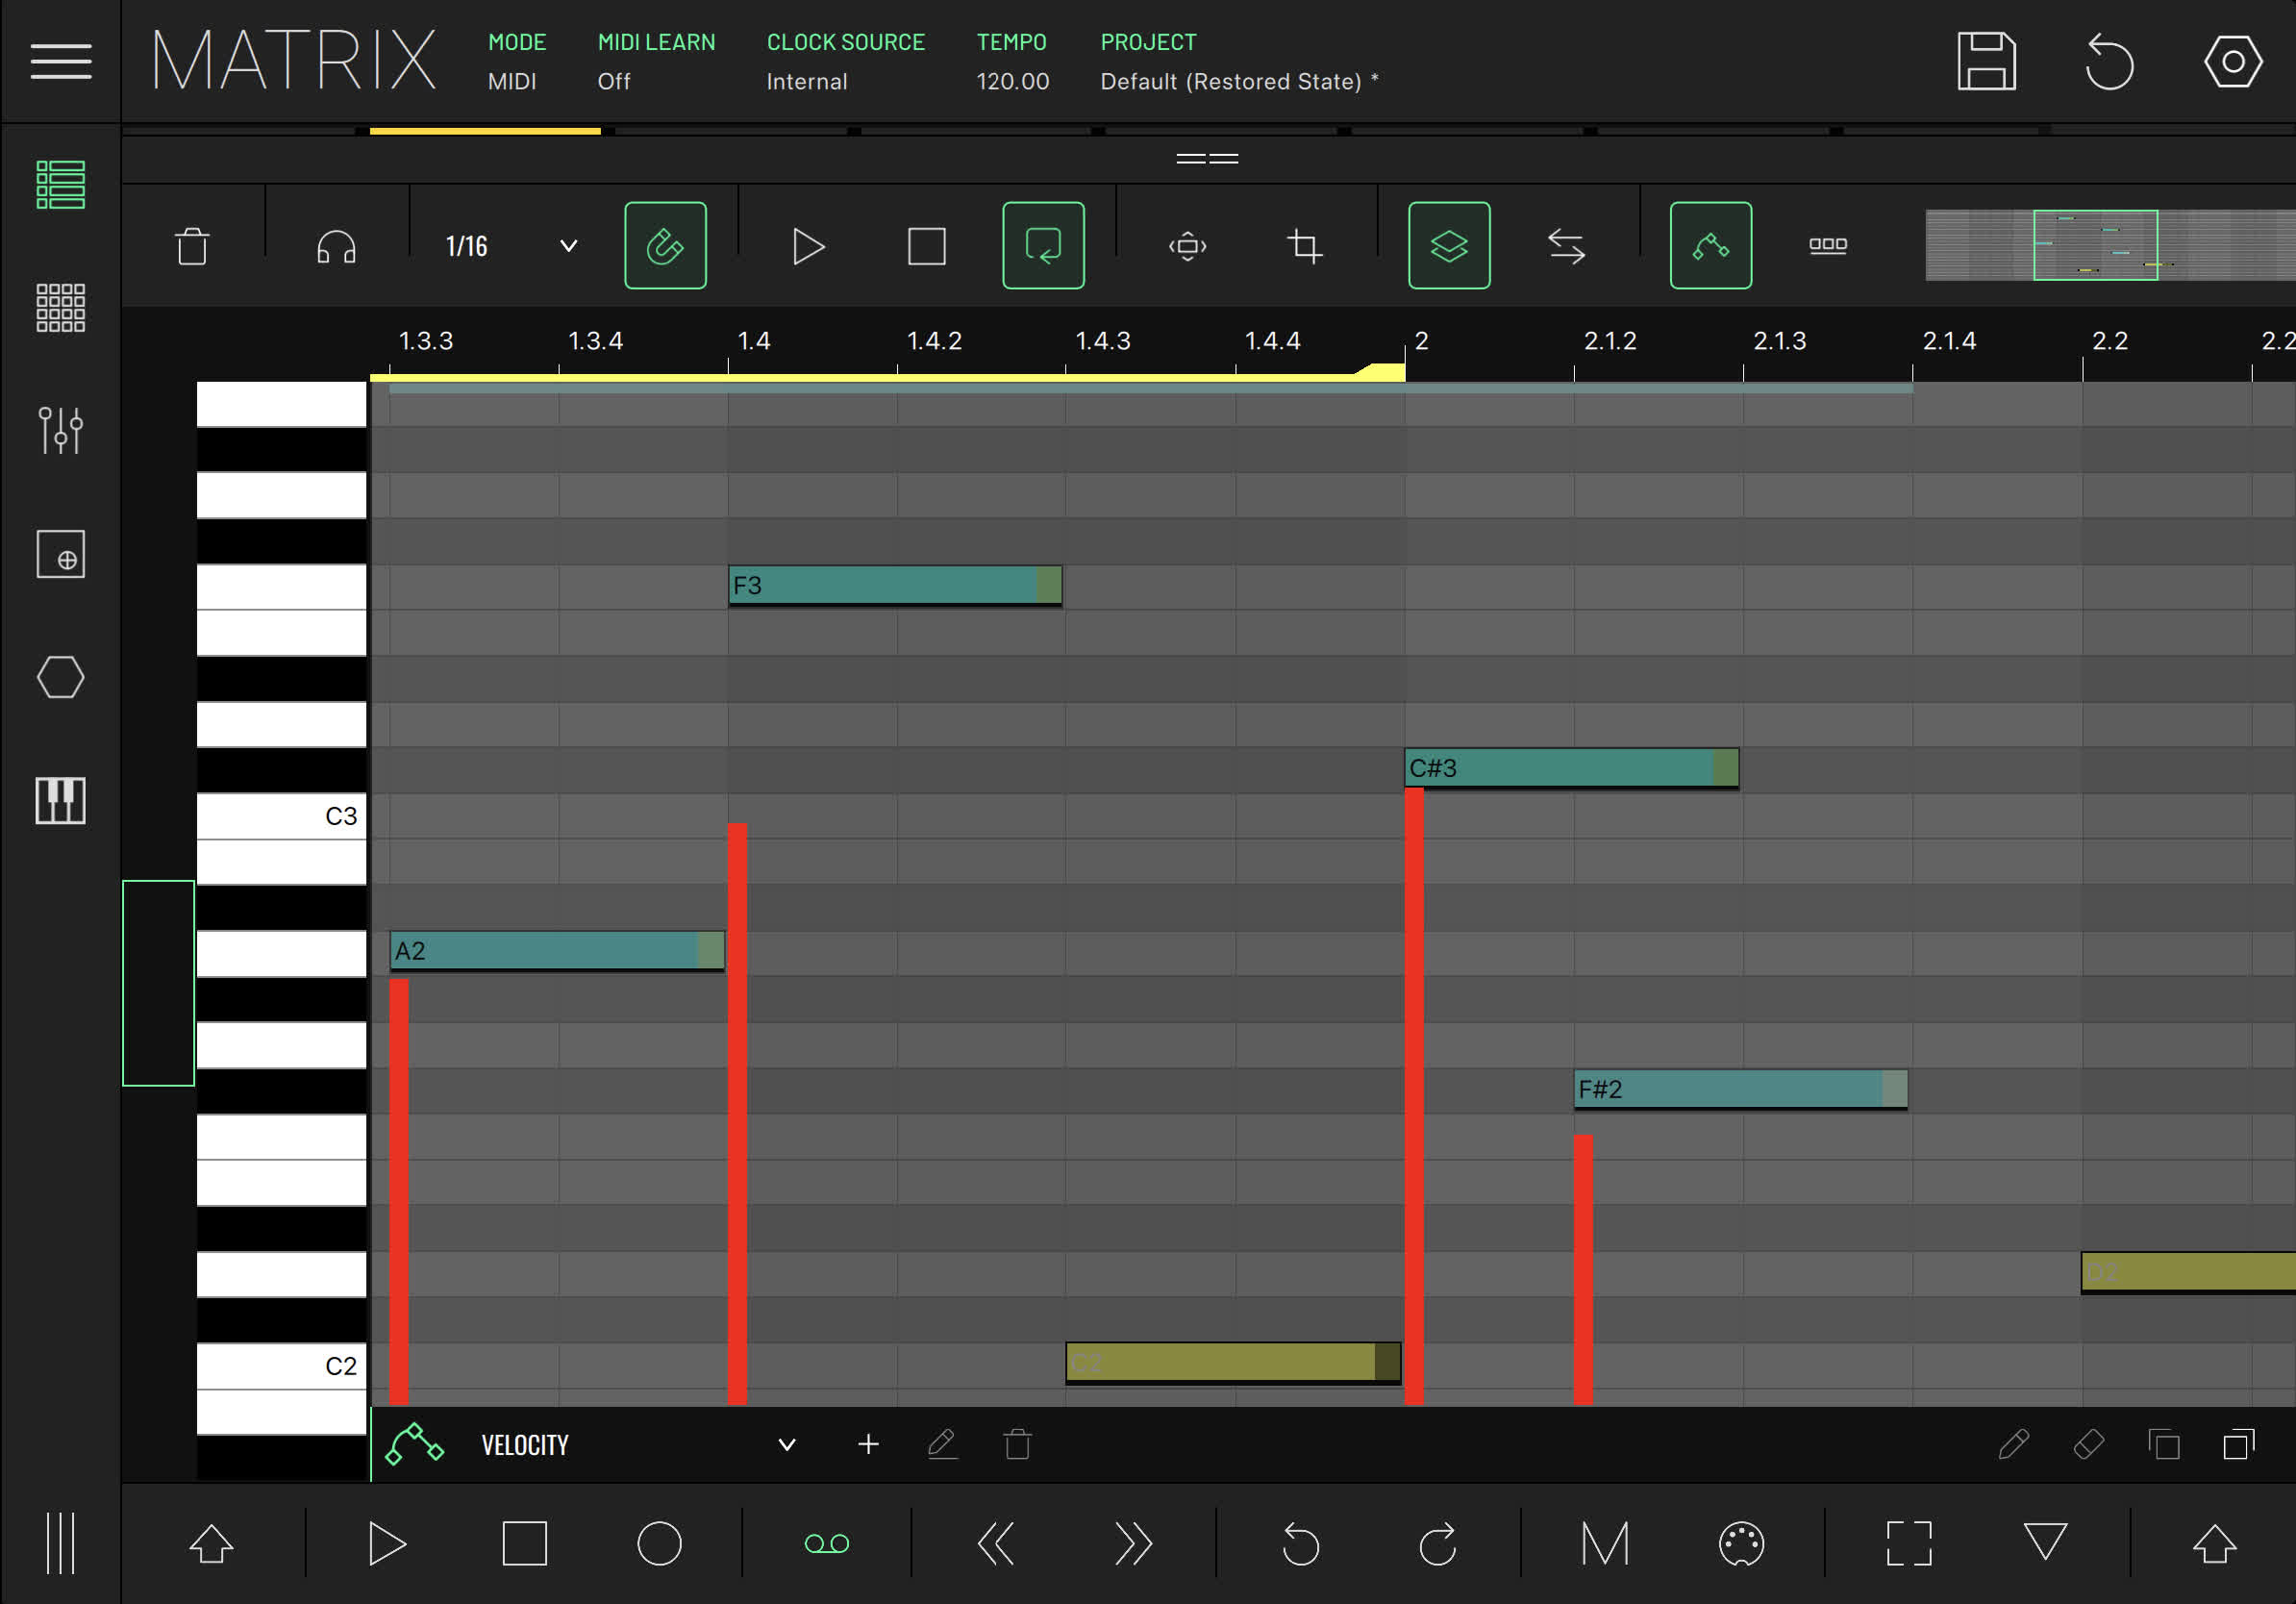 MATRIX
MODE MIDI LEARN CLOCK SOURCE TEMPO PROJECT
MIDI Off Internal 120.00 Default (Restored State) *
1/16
1.3.3 1.3.4 1.4 1.4.2 1.4.3 1.4.4 2 2.1.2 2.1.3 2.1.4 2.2 2.2
F3
C#3
C3
A2
F#2
D2
C2 C2
VELOCITY
M